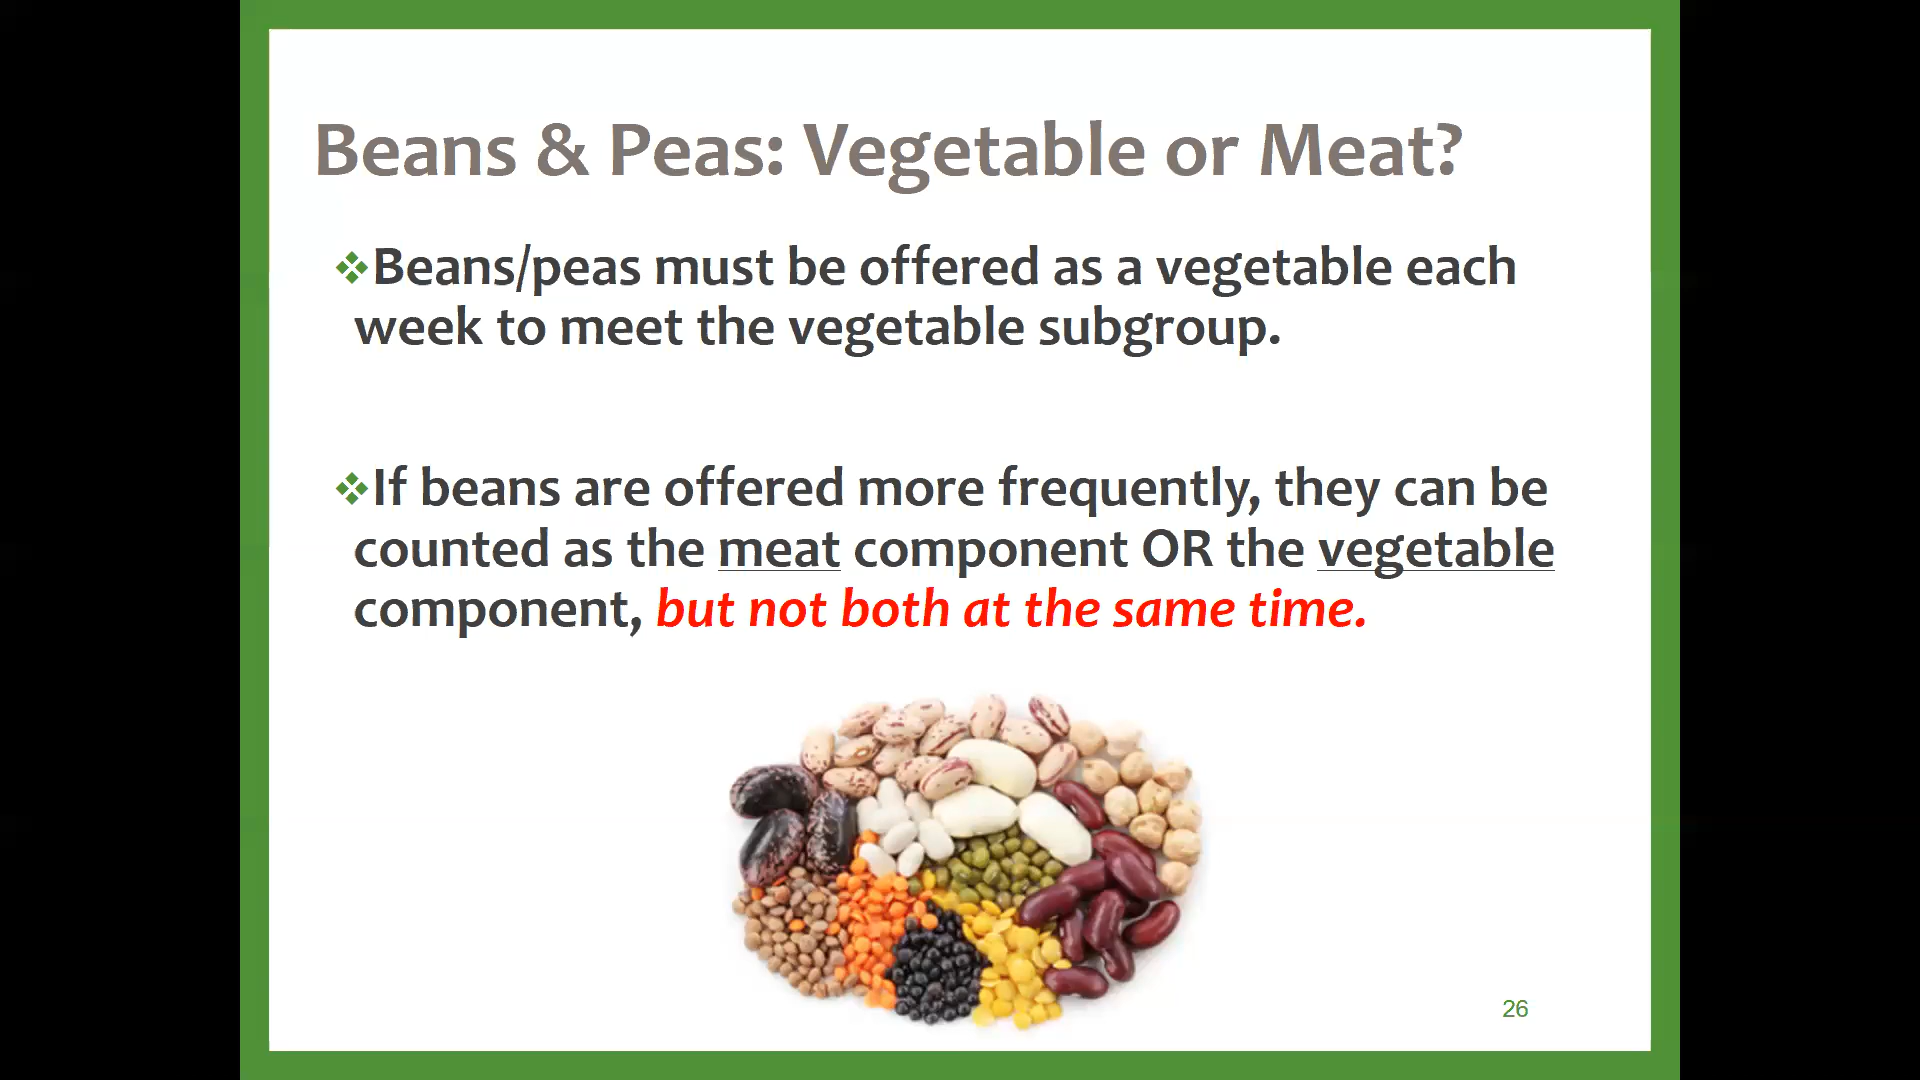 Beans & Peas: Vegetable or Meat?
❖Beans/peas must be offered as a vegetable each
week to meet the vegetable subgroup.
❖If beans are offered more frequently, they can be
counted as the meat component OR the vegetable
component, but not both at the same time.
26